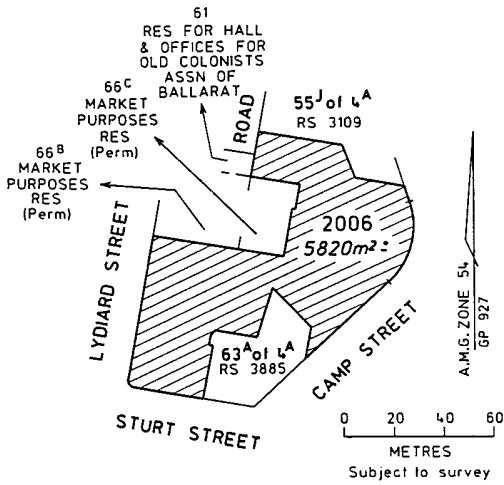 61
RES FOR HALL
& OFFICES FOR
OLD COLONISTS
ASSN OF
BALLARAT
66C
MARKET
PURPOSES
RES
(Perm)
66B
MARKET
PURPOSES
RES
(Perm)
ROAD
55J of 4A
RS 3109
2006
5820m² ±
LYDIARD STREET
63A of 4A
RS 3885
CAMP STREET
STURT STREET
A.M.G. ZONE 54
GP 927
0 20 40 60
METRES
Subject to survey